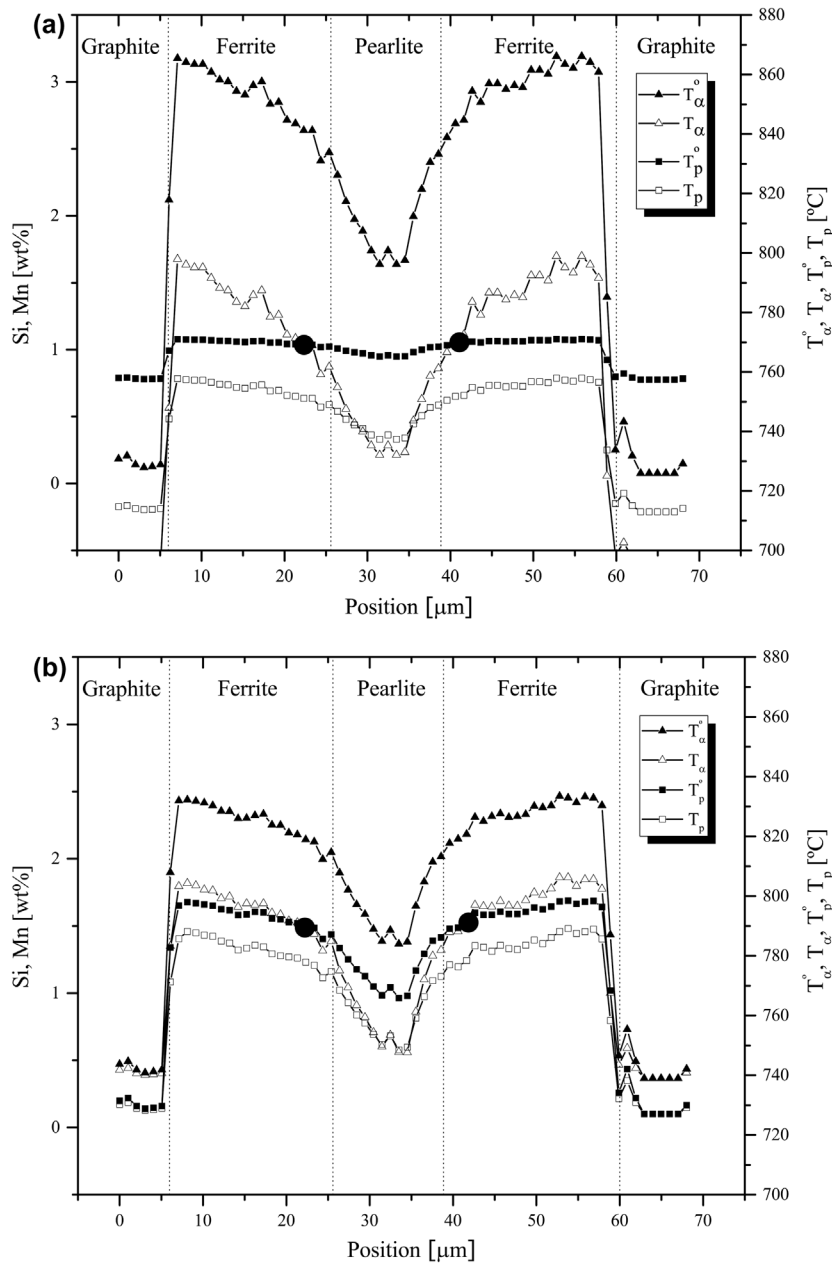 (a)
Graphite Ferrite Pearlite Ferrite Graphite
T°α
Tα
T°p
Tp
Si, Mn [wt%]
3
2
1
0
880
860
840
820
800
780
760
740
720
700
T°α, Tα, T°p, Tp [ºC]
0 10 20 30 40 50 60 70
Position [μm]
(b)
Graphite Ferrite Pearlite Ferrite Graphite
T°α
Tα
T°p
Tp
Si, Mn [wt%]
3
2
1
0
880
860
840
820
800
780
760
740
720
700
T°α, Tα, T°p, Tp [ºC]
0 10 20 30 40 50 60 70
Position [μm]